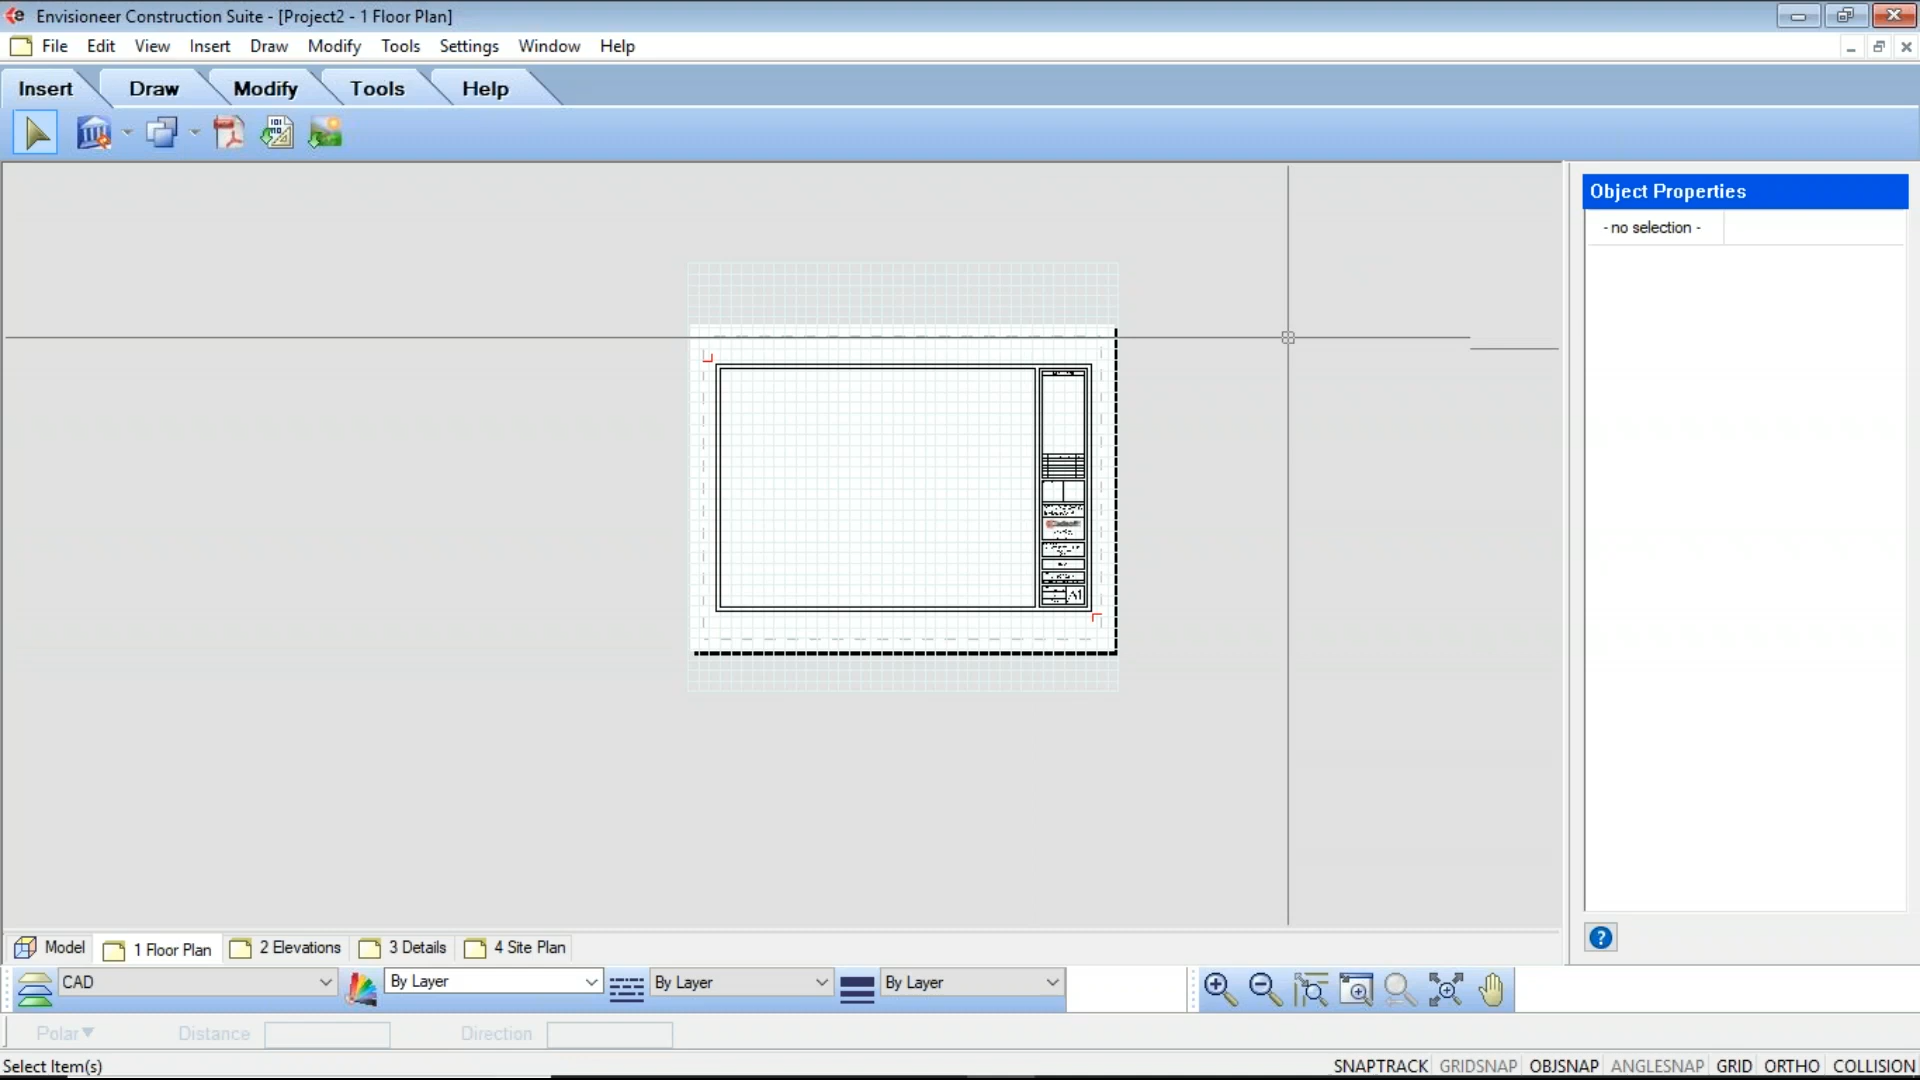 Envisioneer Construction Suite - [Project2 - 1 Floor Plan]
File Edit View Insert Draw Modify Tools Settings Window Help
Insert Draw Modify Tools Help
Object Properties
- no selection -
A1
Model 1 Floor Plan 2 Elevations 3 Details 4 Site Plan
CAD By Layer By Layer By Layer
Polar Distance Direction
Select Item(s) SNAPTRACK GRIDSNAP OBJSNAP ANGLESNAP GRID ORTHO COLLISION